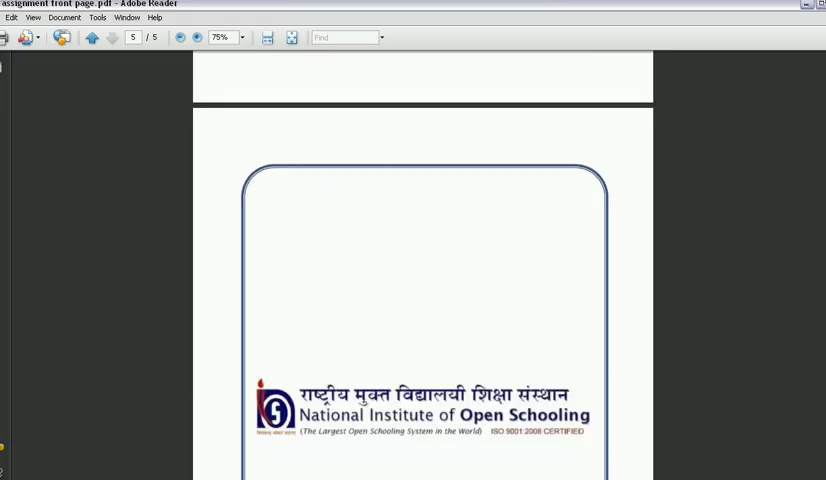 assignment front page.pdf - Adobe Reader
Edit View Document Tools Window Help
5 / 5 75% Find
राष्ट्रीय मुक्त विद्यालयी शिक्षा संस्थान
National Institute of Open Schooling
(The Largest Open Schooling System in the World) ISO 9001:2008 CERTIFIED